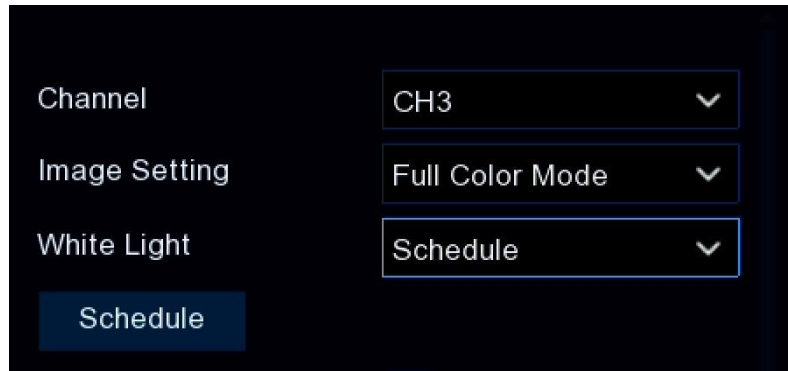 Channel CH3
Image Setting Full Color Mode
White Light Schedule
Schedule